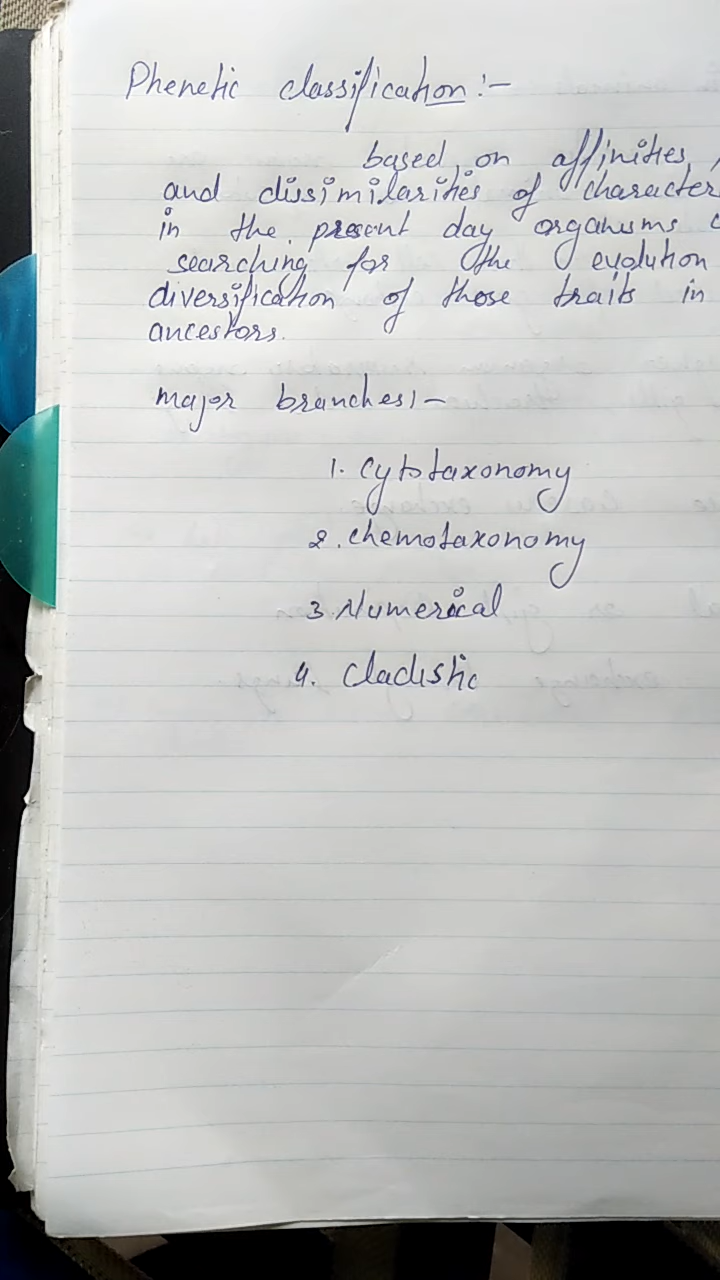 Phenetic classification :-
based on affinities,
and dissimilarities of character
in the present day organisms
searching for the evolution
diversification of those traits in
ancestors.
major branches :-
1. Cytotaxonomy
2. chemotaxonomy
3. Numerical
4. Cladistic